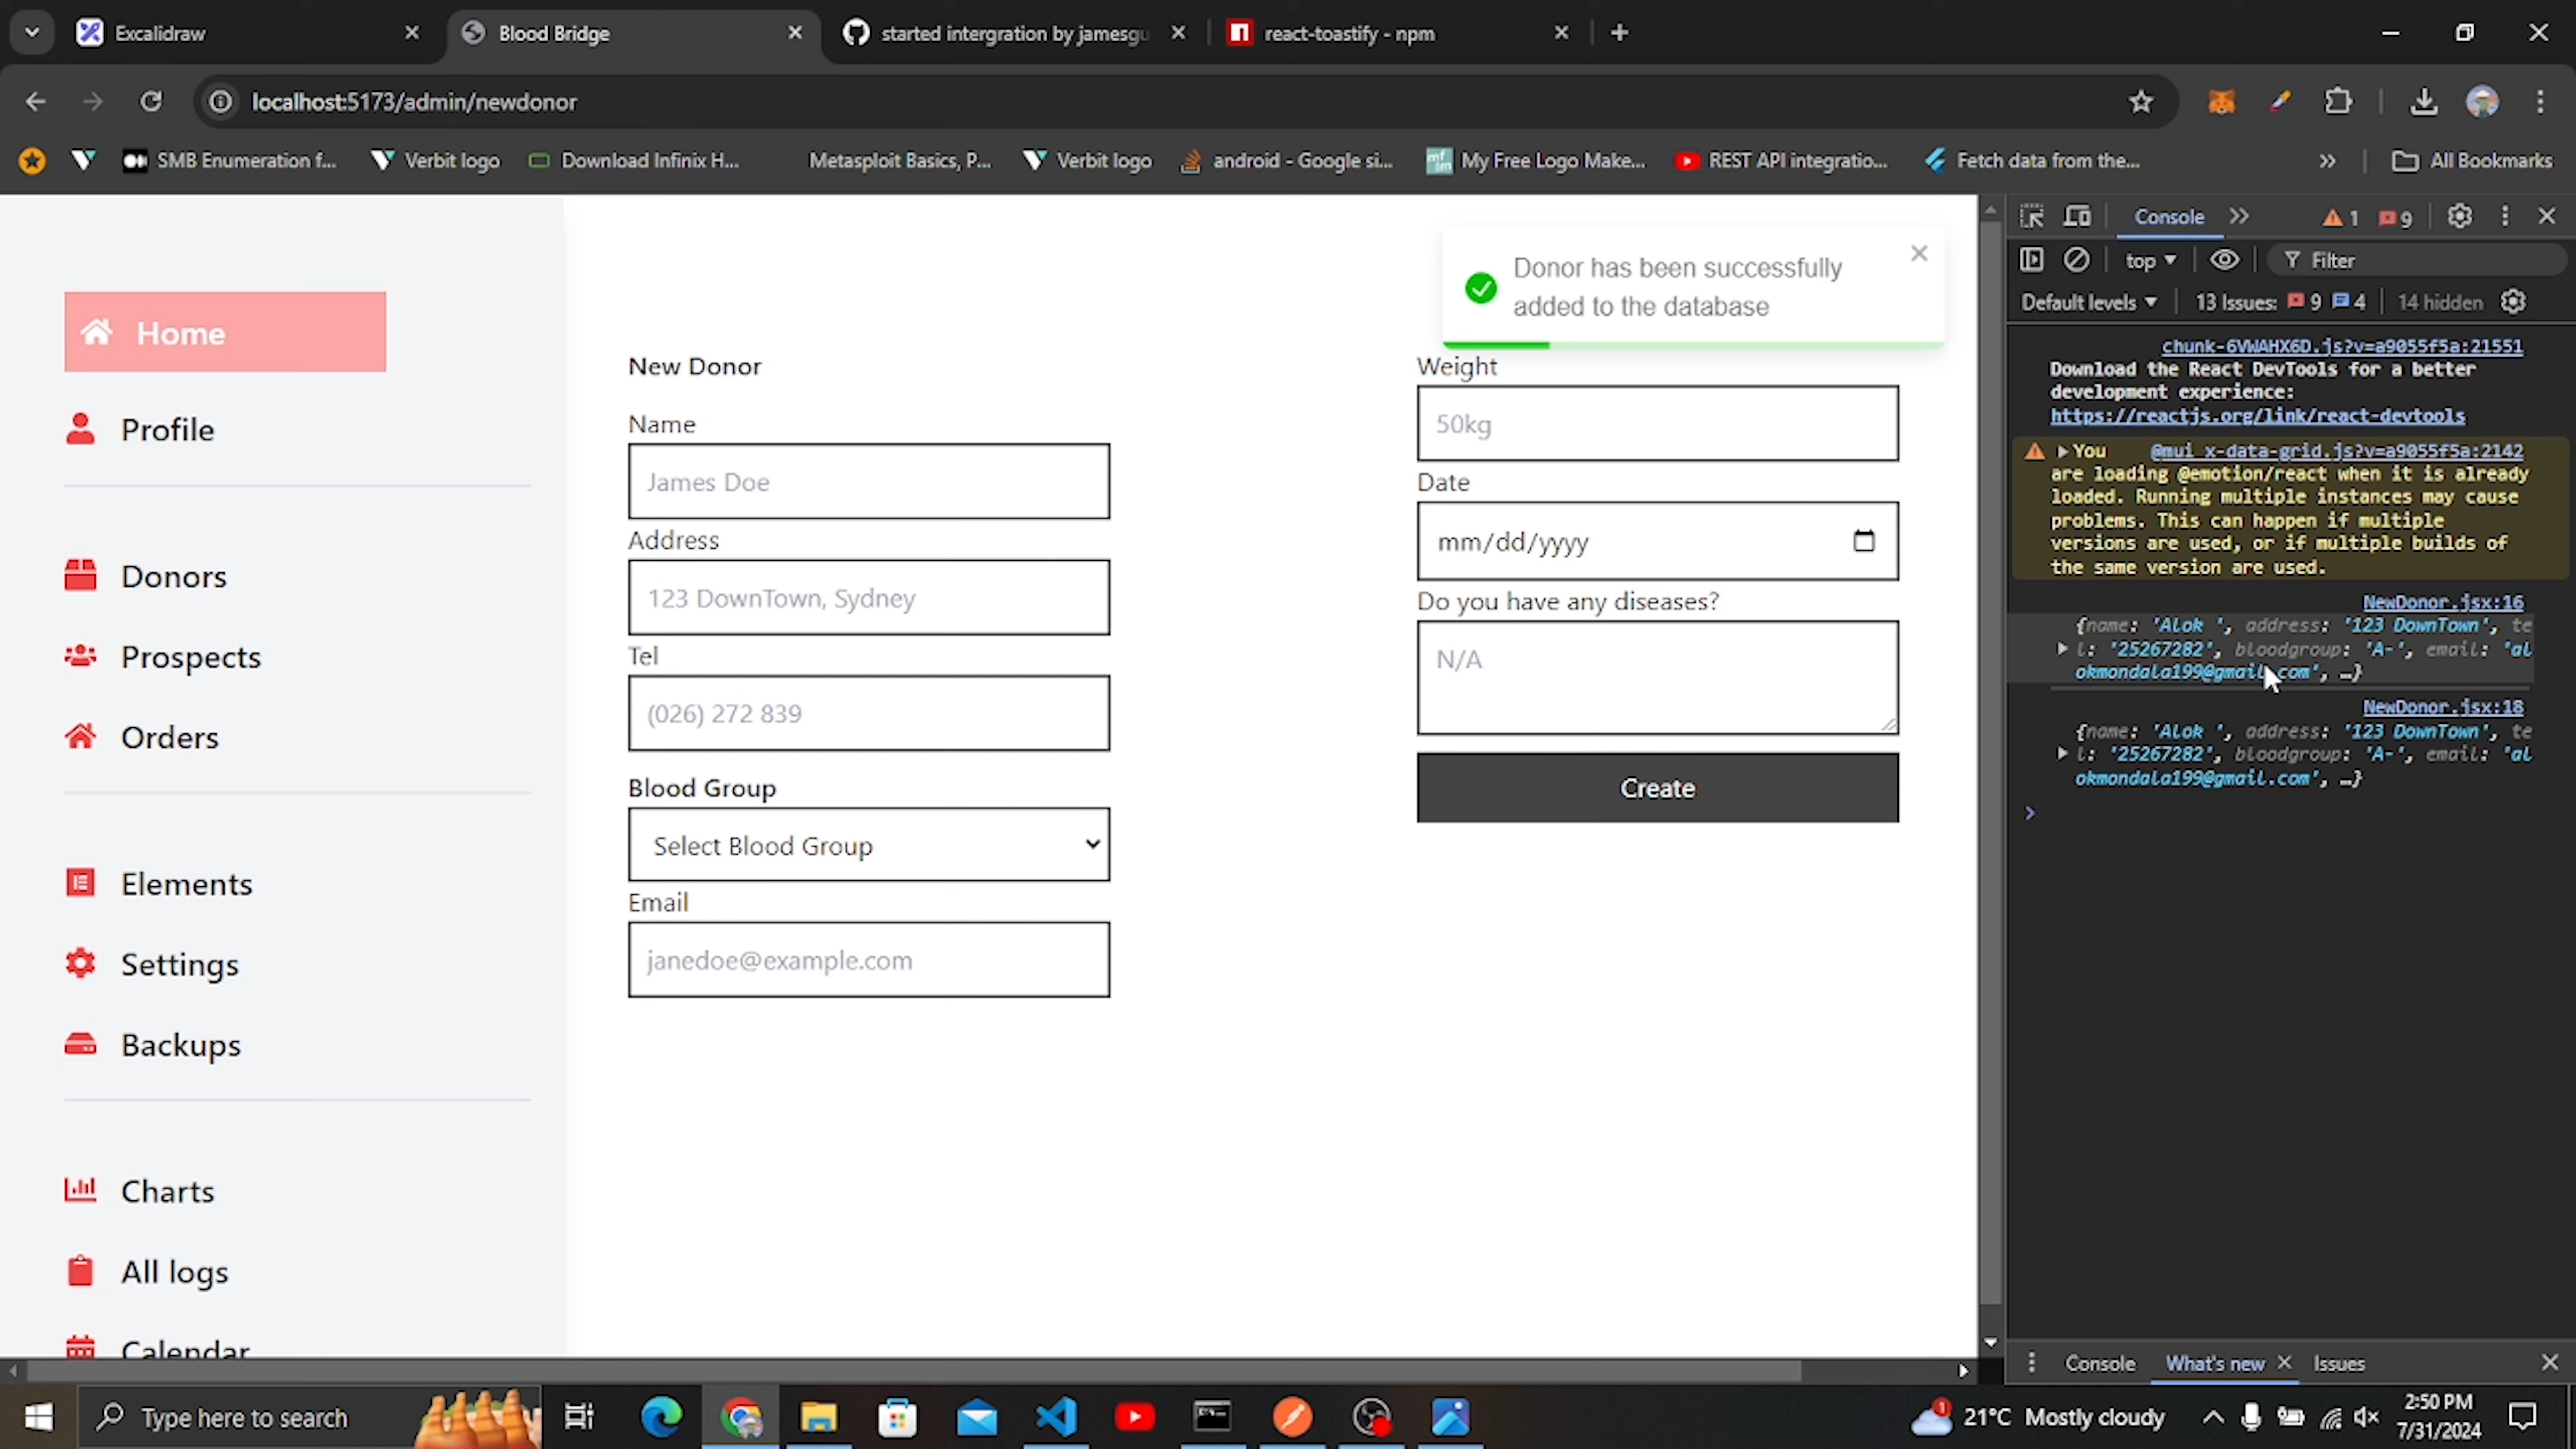 Excalidraw
Blood Bridge
started intergration by jamesgu
react-toastify - npm
localhost:5173/admin/newdonor
SMB Enumeration f...
Verbit logo
Download Infinix H...
Metasploit Basics, P...
Verbit logo
android - Google si...
My Free Logo Make...
REST API integratio...
Fetch data from the...
All Bookmarks
Home
Profile
Donors
Prospects
Orders
Elements
Settings
Backups
Charts
All logs
Calendar
New Donor
Name
James Doe
Address
123 DownTown, Sydney
Tel
(026) 272 839
Blood Group
Select Blood Group
Email
janedoe@example.com
Donor has been successfully
added to the database
Weight
50kg
Date
mm/dd/yyyy
Do you have any diseases?
N/A
Create
Console
1
9
top
Filter
Default levels
13 Issues: 9 4
14 hidden
chunk-6VWAHX6D.js?v=a9055f5a:21551
Download the React DevTools for a better
development experience:
https://reactjs.org/link/react-devtools
You @mui_x-data-grid.js?v=a9055f5a:2142
are loading @emotion/react when it is already
loaded. Running multiple instances may cause
problems. This can happen if multiple
versions are used, or if multiple builds of
the same version are used.
NewDonor.jsx:16
{name: 'Alok ', address: '123 DownTown', te
l: '25267282', bloodgroup: 'A-', email: 'al
okmondala199@gmail.com', …}
NewDonor.jsx:18
{name: 'Alok ', address: '123 DownTown', te
l: '25267282', bloodgroup: 'A-', email: 'al
okmondala199@gmail.com', …}
Console
What's new
Issues
Type here to search
1
21°C Mostly cloudy
2:50 PM
7/31/2024